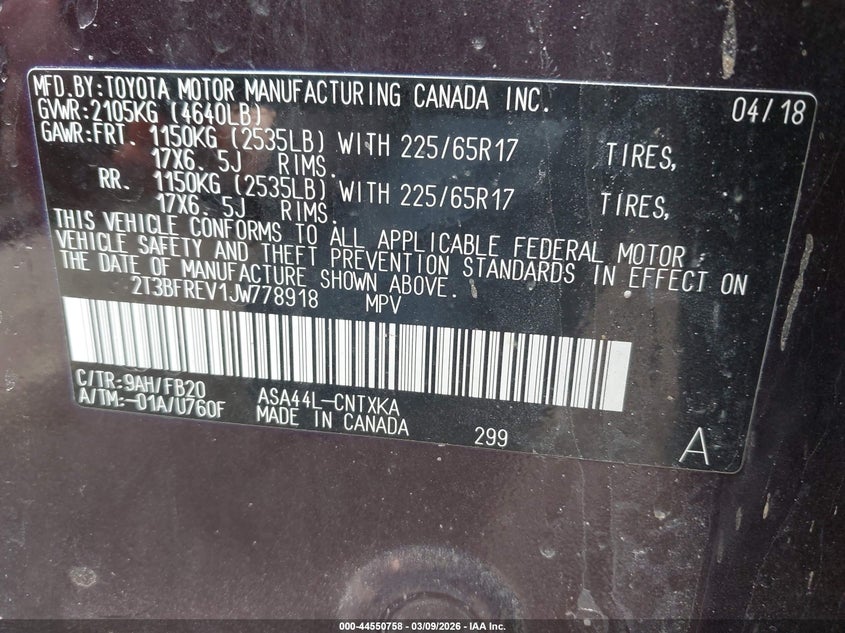 MFD.BY:TOYOTA MOTOR MANUFACTURING CANADA INC. 04/18
GVWR:2105KG (4640LB)
GAWR:FRT. 1150KG (2535LB) WITH 225/65R17 TIRES,
17X6.5J RIMS.
RR. 1150KG (2535LB) WITH 225/65R17 TIRES,
17X6.5J RIMS.
THIS VEHICLE CONFORMS TO ALL APPLICABLE FEDERAL MOTOR
VEHICLE SAFETY AND THEFT PREVENTION STANDARDS IN EFFECT ON
THE DATE OF MANUFACTURE SHOWN ABOVE.
2T3BFREV1JW778918 MPV
C/TR:9AH/FB20 ASA44L-CNTXKA
A/TM:-01A/U760F MADE IN CANADA 299 A
000-44550758 - 03/09/2026 - IAA Inc.